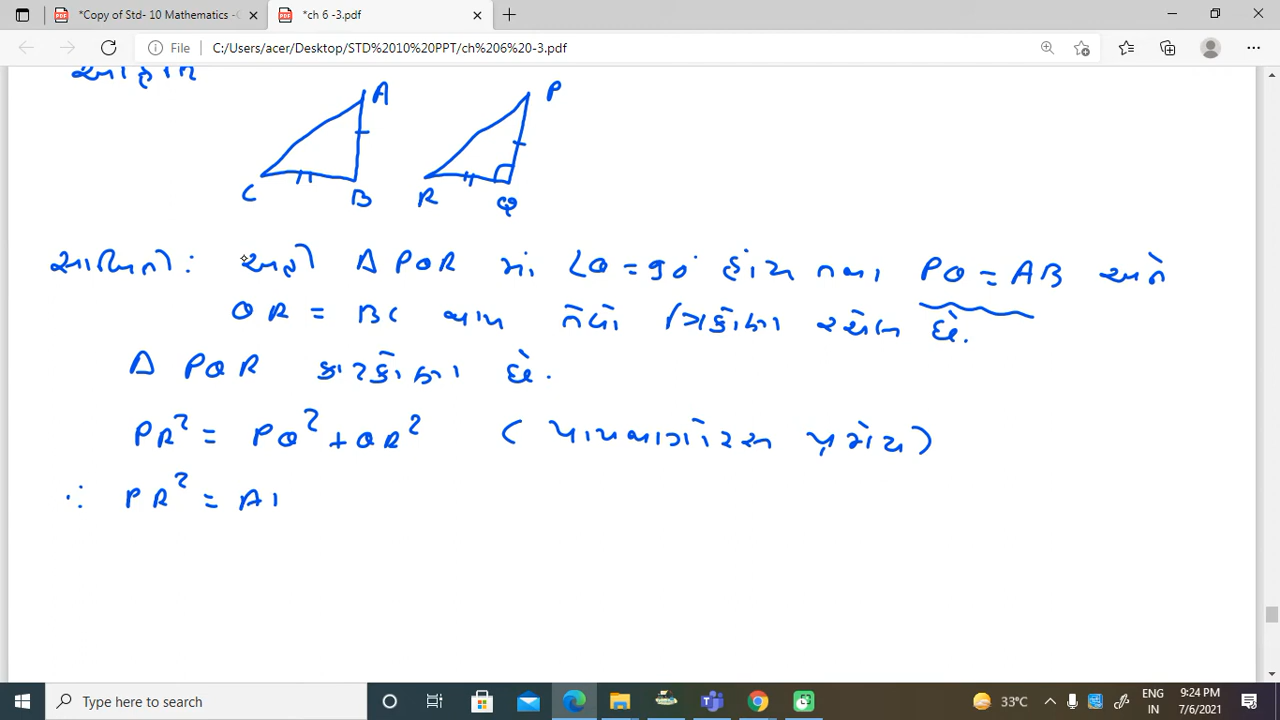 *Copy of Std- 10 Mathematics -( *ch 6 -3.pdf
File C:/Users/acer/Desktop/STD%2010%20PPT/ch%206%20-3.pdf
A P
C B R Q
સાબિતી: અહીં Δ PQR માં ∠Q = 90° હોય તથા PQ = AB અને
QR = BC થાય તેવો ત્રિકોણ રચેલ છે.
Δ PQR કાટકોણ છે.
PR² = PQ² + QR² ( પાયથાગોરસ પ્રમેય )
∴ PR² = A
Type here to search 33°C ENG 9:24 PM
IN 7/6/2021